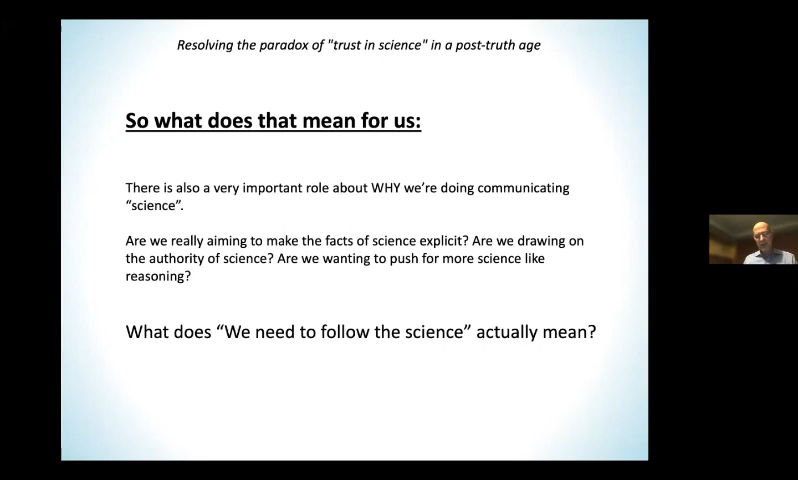 Resolving the paradox of "trust in science" in a post-truth age
So what does that mean for us:
There is also a very important role about WHY we’re doing communicating
“science”.
Are we really aiming to make the facts of science explicit? Are we drawing on
the authority of science? Are we wanting to push for more science like
reasoning?
What does “We need to follow the science” actually mean?